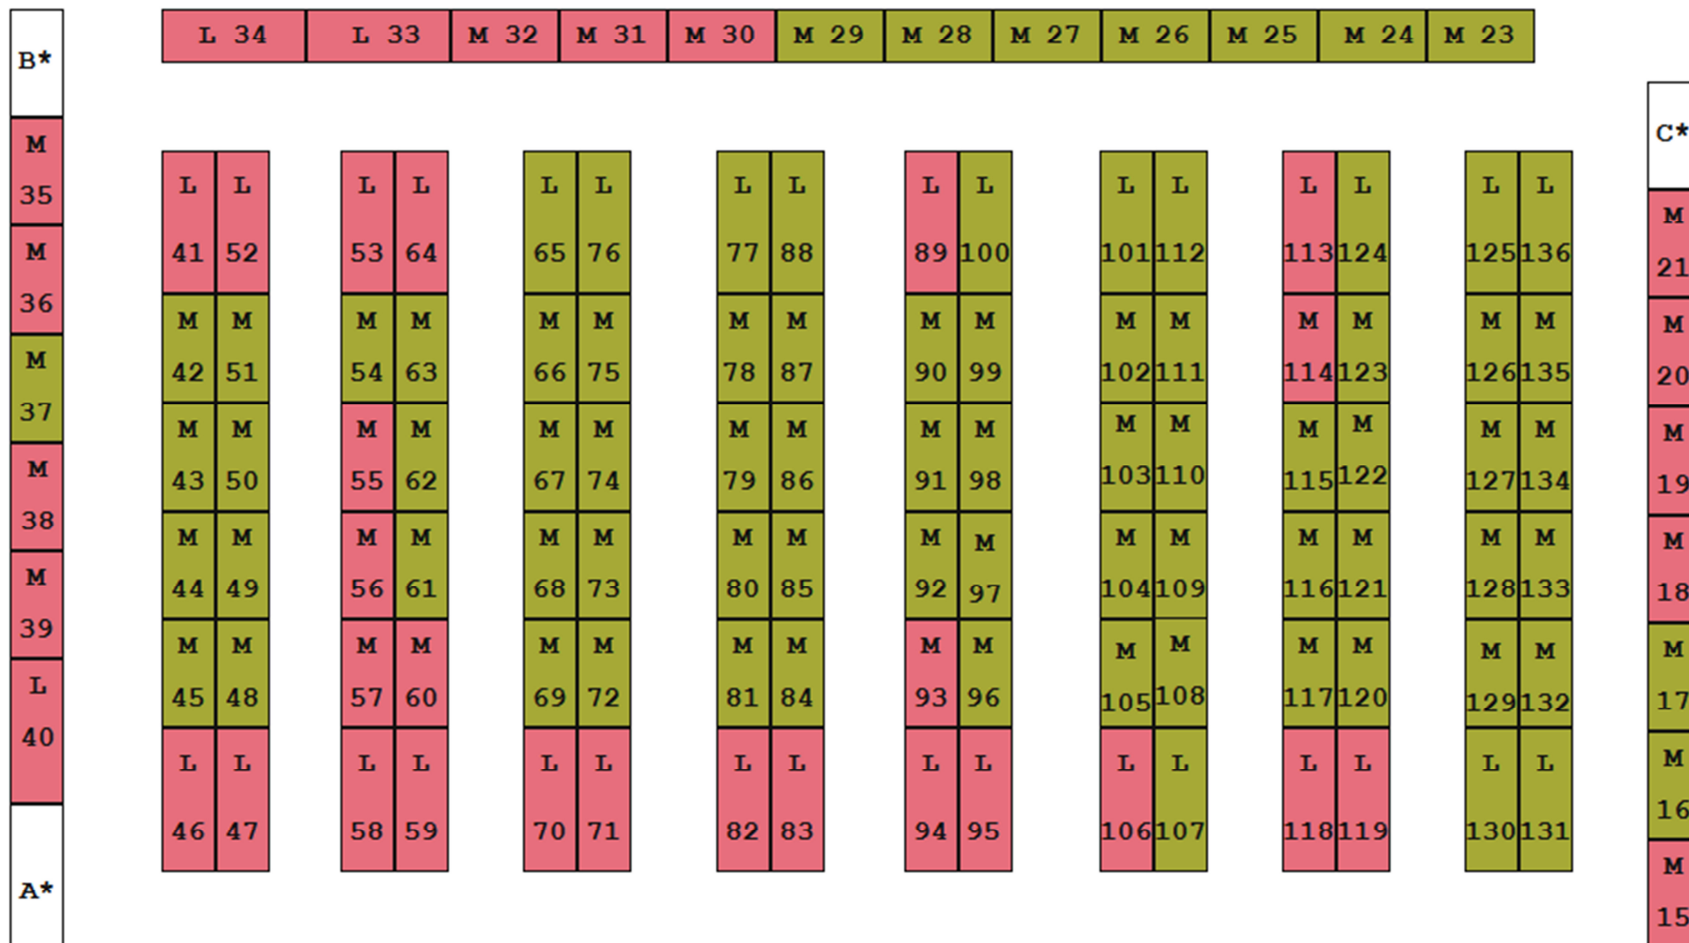 B*
L 34 L 33 M 32 M 31 M 30 M 29 M 28 M 27 M 26 M 25 M 24 M 23
C*
M
35
M
36
M
37
M
38
M
39
L
40
A*
L L L L L L L L L L L L L L L L
41 52 53 64 65 76 77 88 89 100 101 112 113 124 125 136
M M M M M M M M M M M M M M M M
42 51 54 63 66 75 78 87 90 99 102 111 114 123 126 135
M M M M M M M M M M M M M M M M
43 50 55 62 67 74 79 86 91 98 103 110 115 122 127 134
M M M M M M M M M M M M M M M M
44 49 56 61 68 73 80 85 92 97 104 109 116 121 128 133
M M M M M M M M M M M M M M M M
45 48 57 60 69 72 81 84 93 96 105 108 117 120 129 132
L L L L L L L L L L L L L L L L
46 47 58 59 70 71 82 83 94 95 106 107 118 119 130 131
M
21
M
20
M
19
M
18
M
17
M
16
M
15